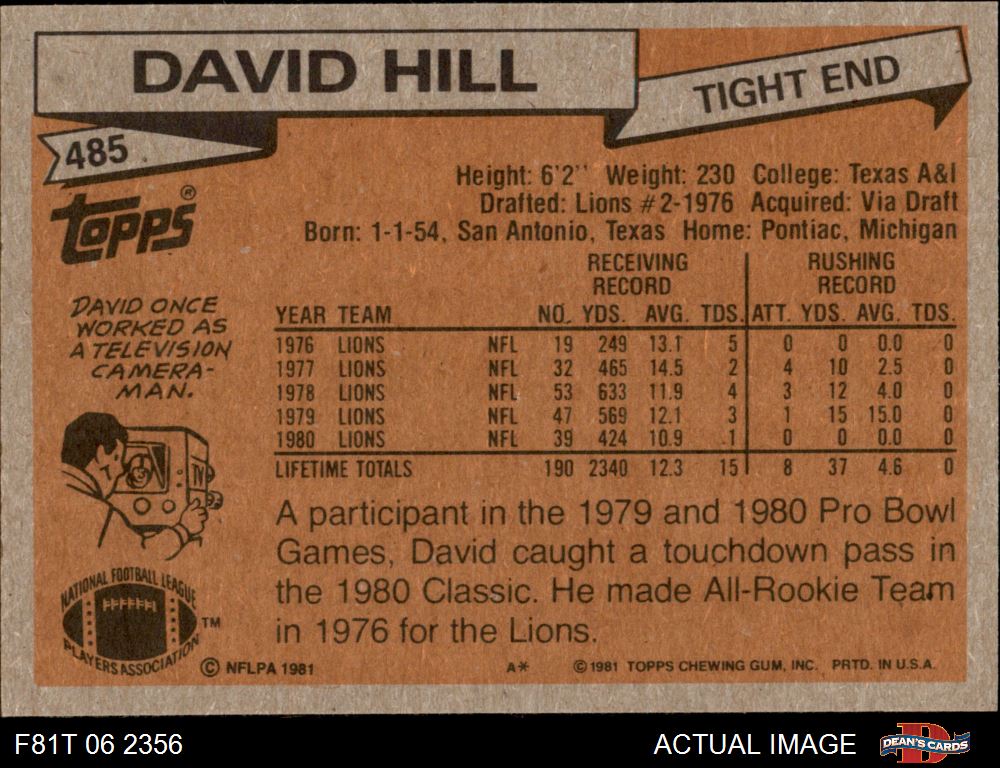 DAVID HILL
TIGHT END
485
Topps®
Height: 6'2'' Weight: 230 College: Texas A&I
Drafted: Lions #2-1976 Acquired: Via Draft
Born: 1-1-54, San Antonio, Texas Home: Pontiac, Michigan
DAVID ONCE
WORKED AS
A TELEVISION
CAMERA-
MAN.
TV
RECEIVING RUSHING
RECORD RECORD
YEAR TEAM NO. YDS. AVG. TDS. ATT. YDS. AVG. TDS.
1976 LIONS NFL 19 249 13.1 5 0 0 0.0 0
1977 LIONS NFL 32 465 14.5 2 4 10 2.5 0
1978 LIONS NFL 53 633 11.9 4 3 12 4.0 0
1979 LIONS NFL 47 569 12.1 3 1 15 15.0 0
1980 LIONS NFL 39 424 10.9 1 0 0 0.0 0
LIFETIME TOTALS 190 2340 12.3 15 8 37 4.6 0
A participant in the 1979 and 1980 Pro Bowl
Games, David caught a touchdown pass in
the 1980 Classic. He made All-Rookie Team
in 1976 for the Lions.
NATIONAL FOOTBALL LEAGUE
PLAYERS ASSOCIATION
TM
© NFLPA 1981 A* © 1981 TOPPS CHEWING GUM, INC. PRTD. IN U.S.A.
F81T 06 2356 ACTUAL IMAGE
D
DEAN'S CARDS